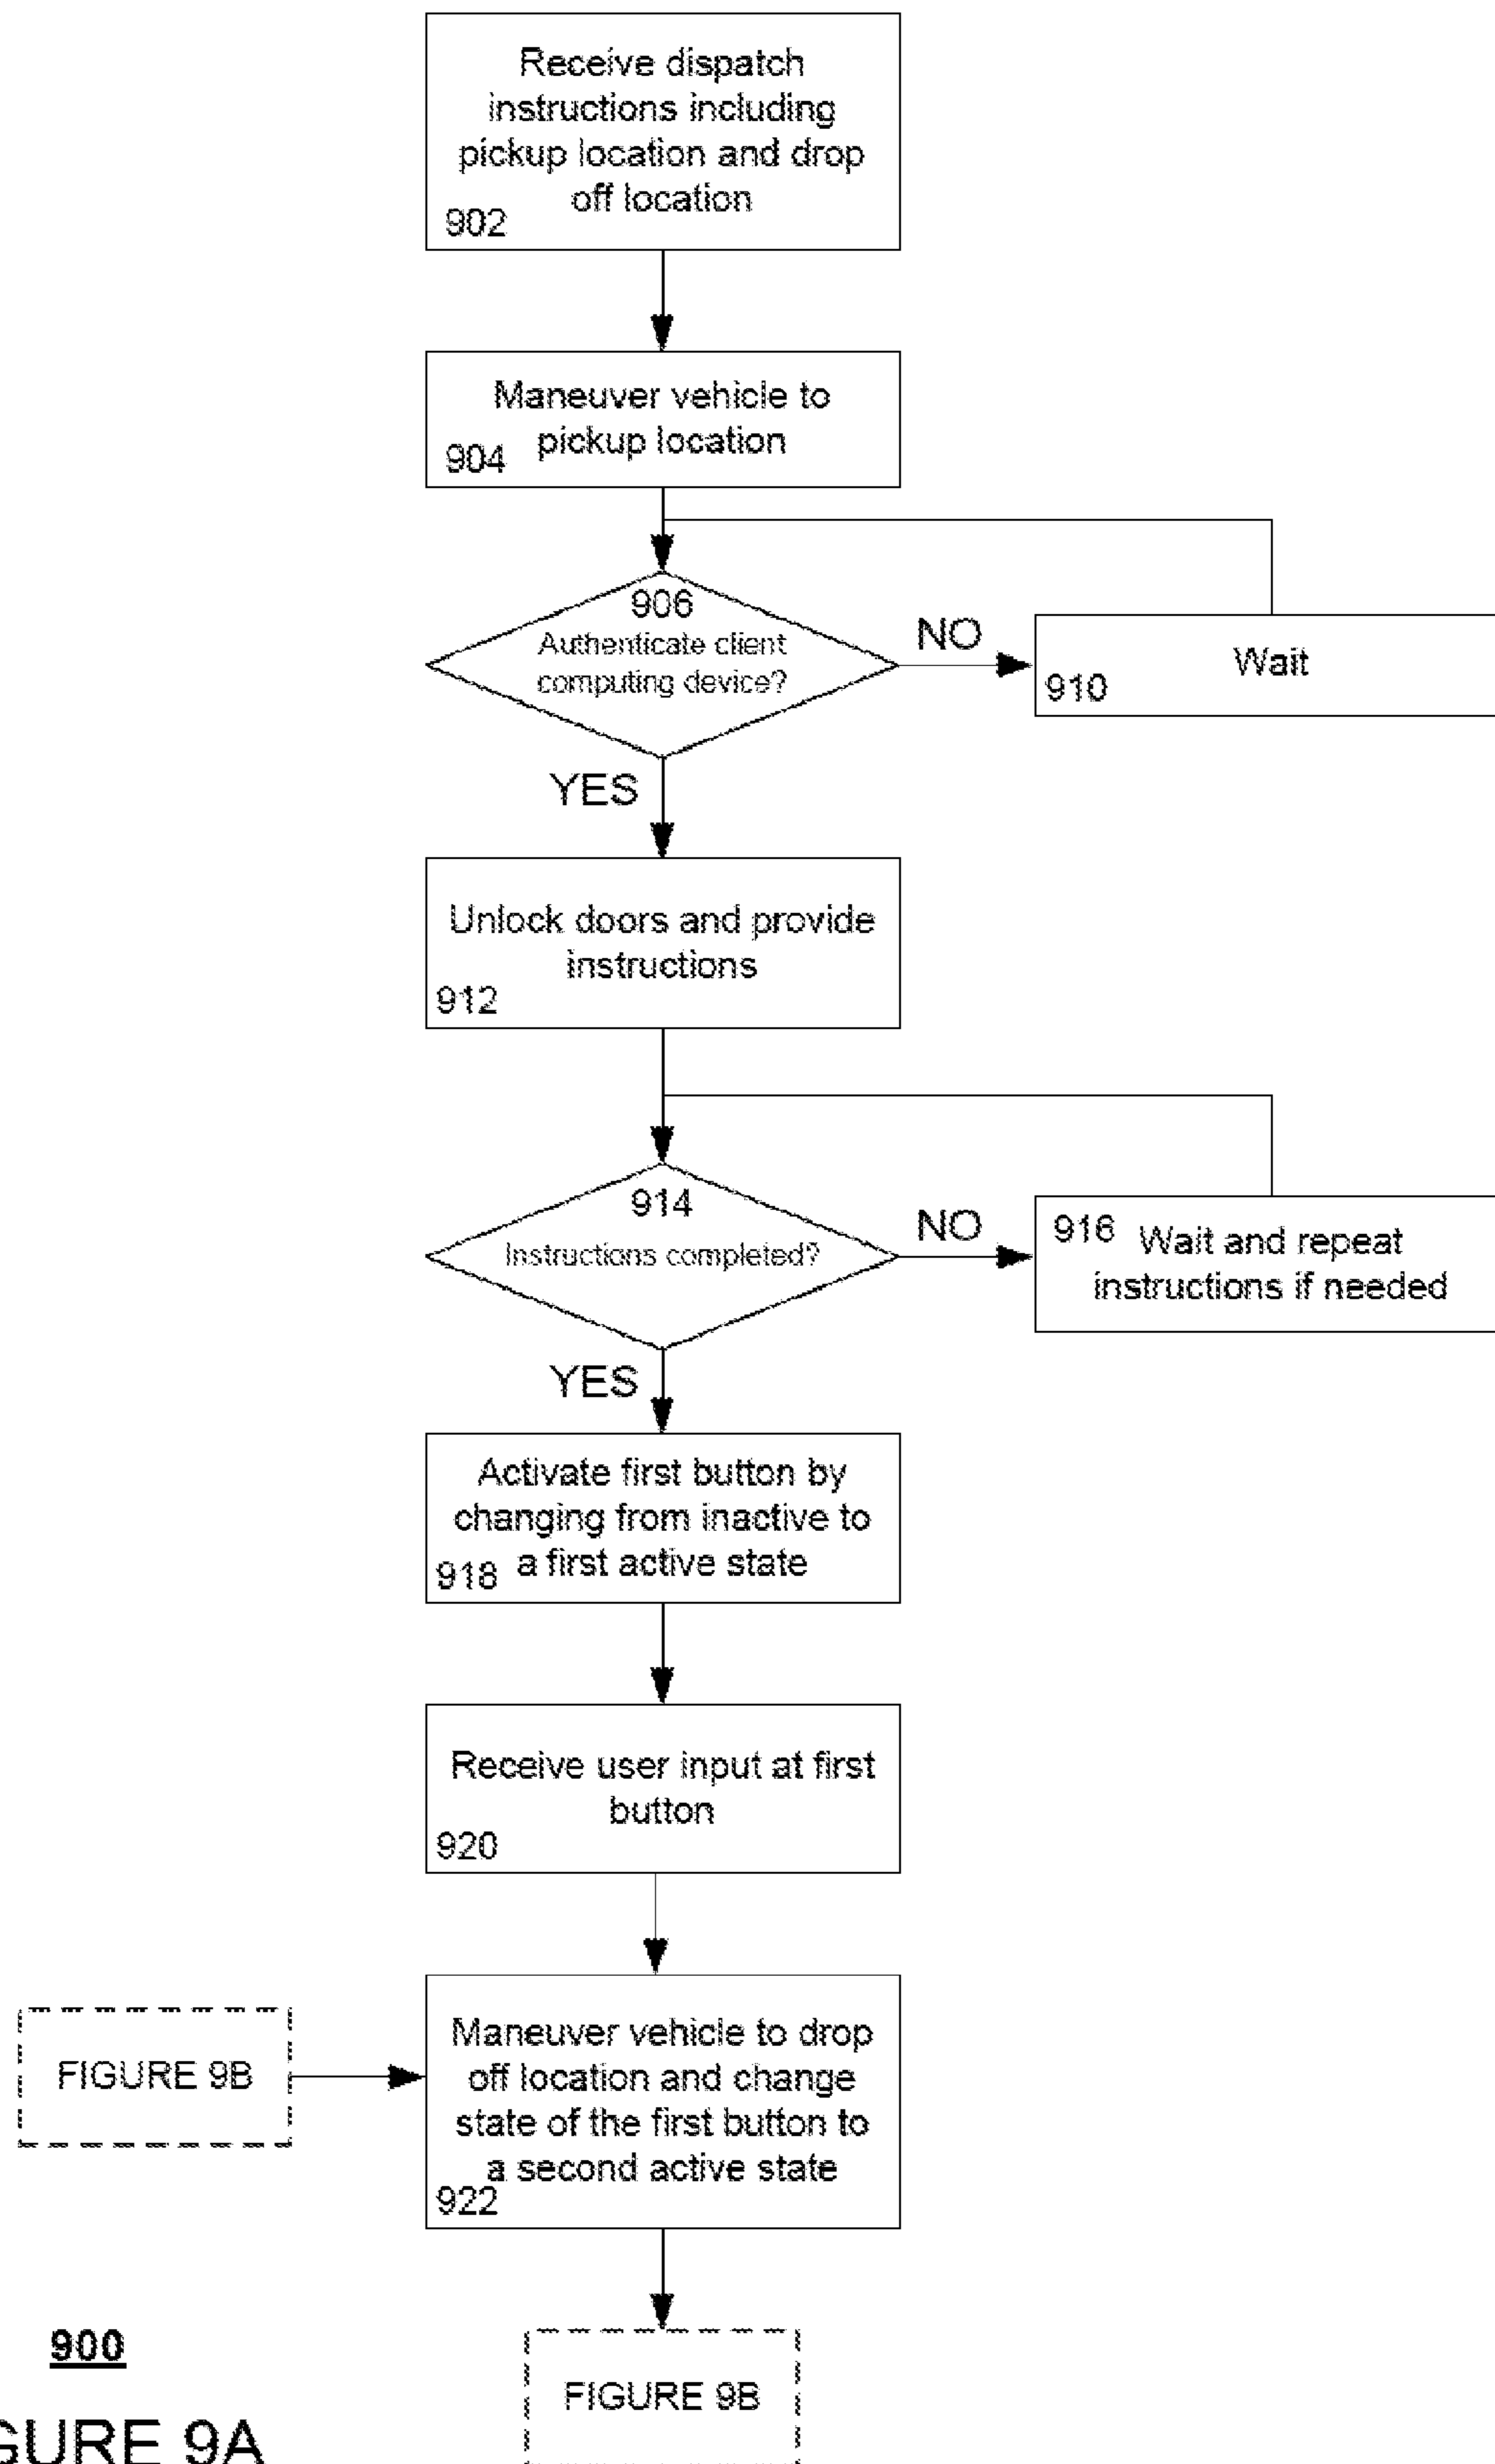 Receive dispatch
instructions including
pickup location and drop
off location
902
Maneuver vehicle to
pickup location
904
906
Authenticate client
computing device?
NO
Wait
910
YES
Unlock doors and provide
instructions
912
914
Instructions completed?
NO
916
Wait and repeat
instructions if needed
YES
Activate first button by
changing from inactive to
a first active state
918
Receive user input at first
button
920
FIGURE 9B
Maneuver vehicle to drop
off location and change
state of the first button to
a second active state
922
900
GURE 9A
FIGURE 9B